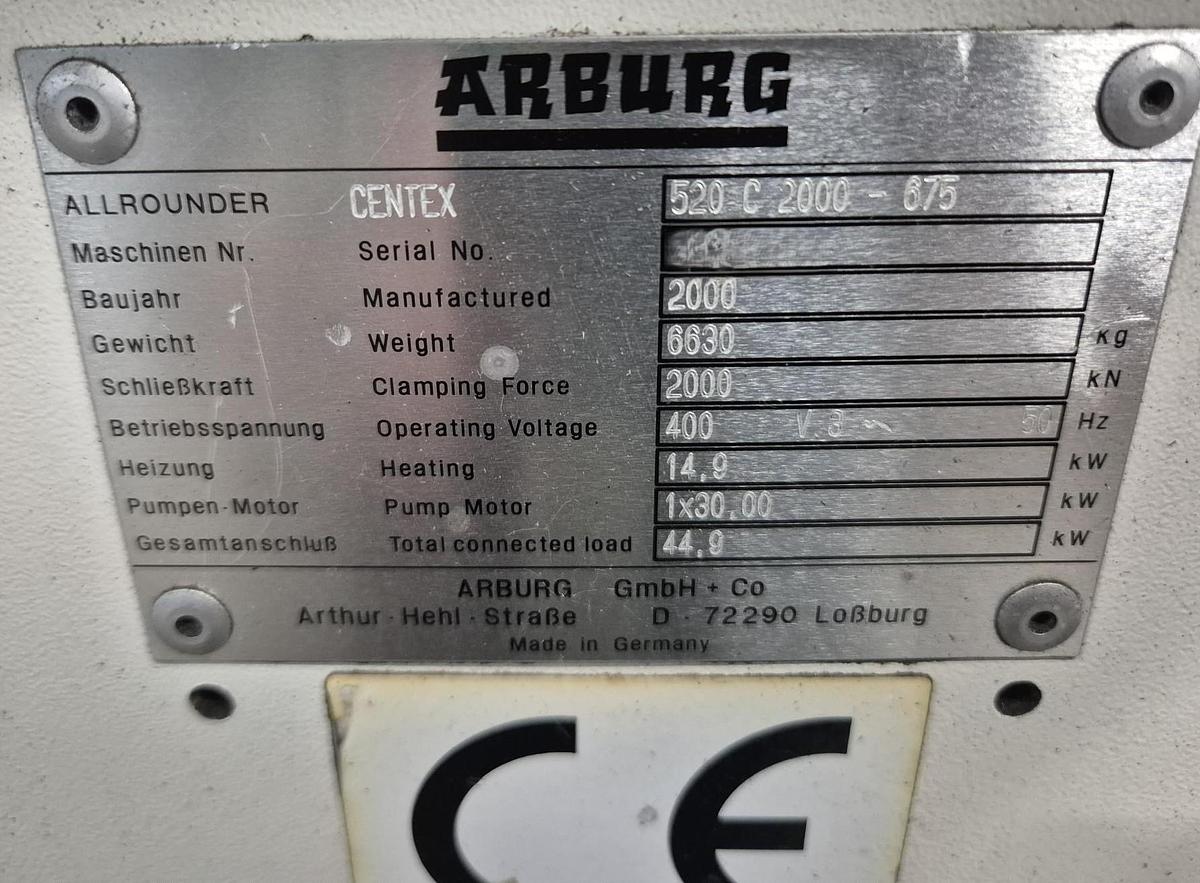 ARBURG
ALLROUNDER CENTEX 520 C 2000 - 675
Maschinen Nr. Serial No.
Baujahr Manufactured 2000
Gewicht Weight 6630 kg
Schließkraft Clamping Force 2000 kN
Betriebsspannung Operating Voltage 400 V 3 ~ 50 Hz
Heizung Heating 14,9 kW
Pumpen-Motor Pump Motor 1x30.00 kW
Gesamtanschluß Total connected load 44,9 kW
ARBURG GmbH + Co
Arthur · Hehl · Straße D · 72290 Loßburg
Made in Germany
CE